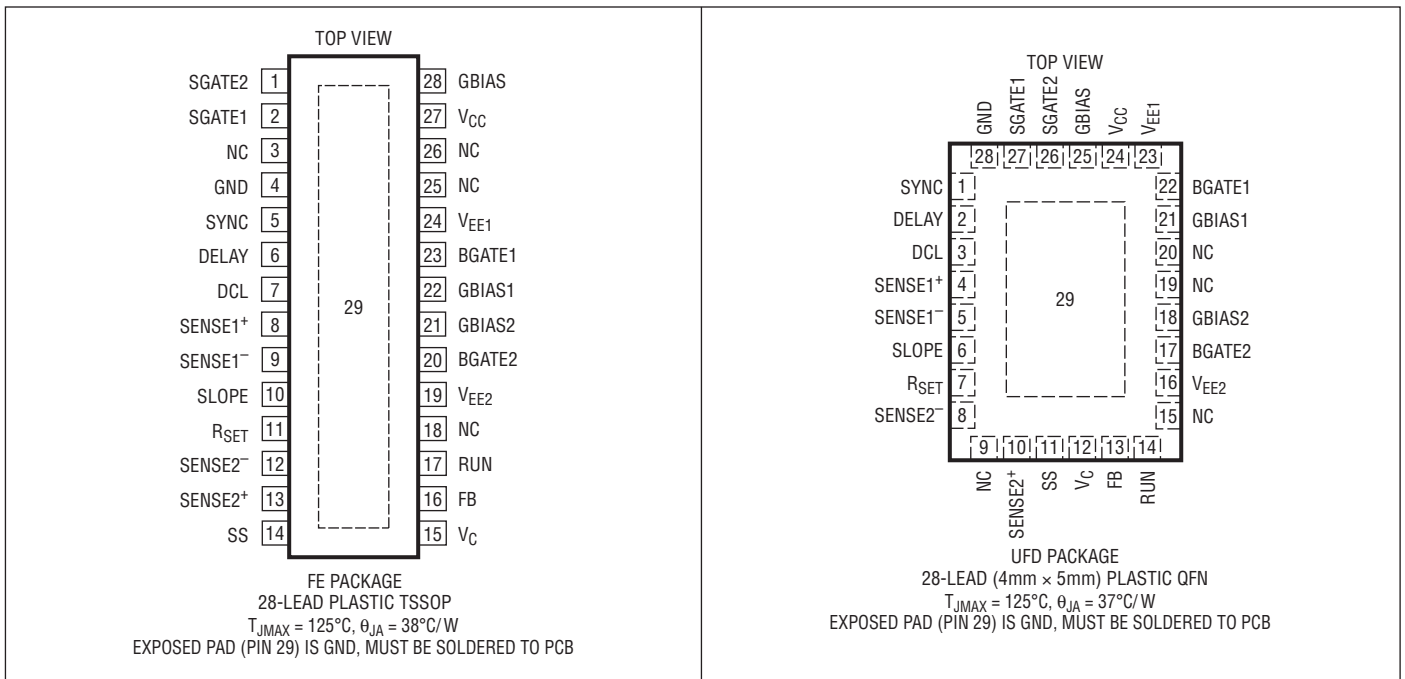 TOP VIEW
SGATE2 1
SGATE1 2
NC 3
GND 4
SYNC 5
DELAY 6
DCL 7
SENSE1+ 8
SENSE1– 9
SLOPE 10
RSET 11
SENSE2– 12
SENSE2+ 13
SS 14
29
28 GBIAS
27 VCC
26 NC
25 NC
24 VEE1
23 BGATE1
22 GBIAS1
21 GBIAS2
20 BGATE2
19 VEE2
18 NC
17 RUN
16 FB
15 VC
FE PACKAGE
28-LEAD PLASTIC TSSOP
TJMAX = 125°C, θJA = 38°C/W
EXPOSED PAD (PIN 29) IS GND, MUST BE SOLDERED TO PCB
TOP VIEW
GND SGATE1 SGATE2 GBIAS VCC VEE1
28 27 26 25 24 23
SYNC 1
DELAY 2
DCL 3
SENSE1+ 4
SENSE1– 5
SLOPE 6
RSET 7
SENSE2– 8
29
22 BGATE1
21 GBIAS1
20 NC
19 NC
18 GBIAS2
17 BGATE2
16 VEE2
15 NC
9 10 11 12 13 14
NC SENSE2+ SS VC FB RUN
UFD PACKAGE
28-LEAD (4mm × 5mm) PLASTIC QFN
TJMAX = 125°C, θJA = 37°C/W
EXPOSED PAD (PIN 29) IS GND, MUST BE SOLDERED TO PCB